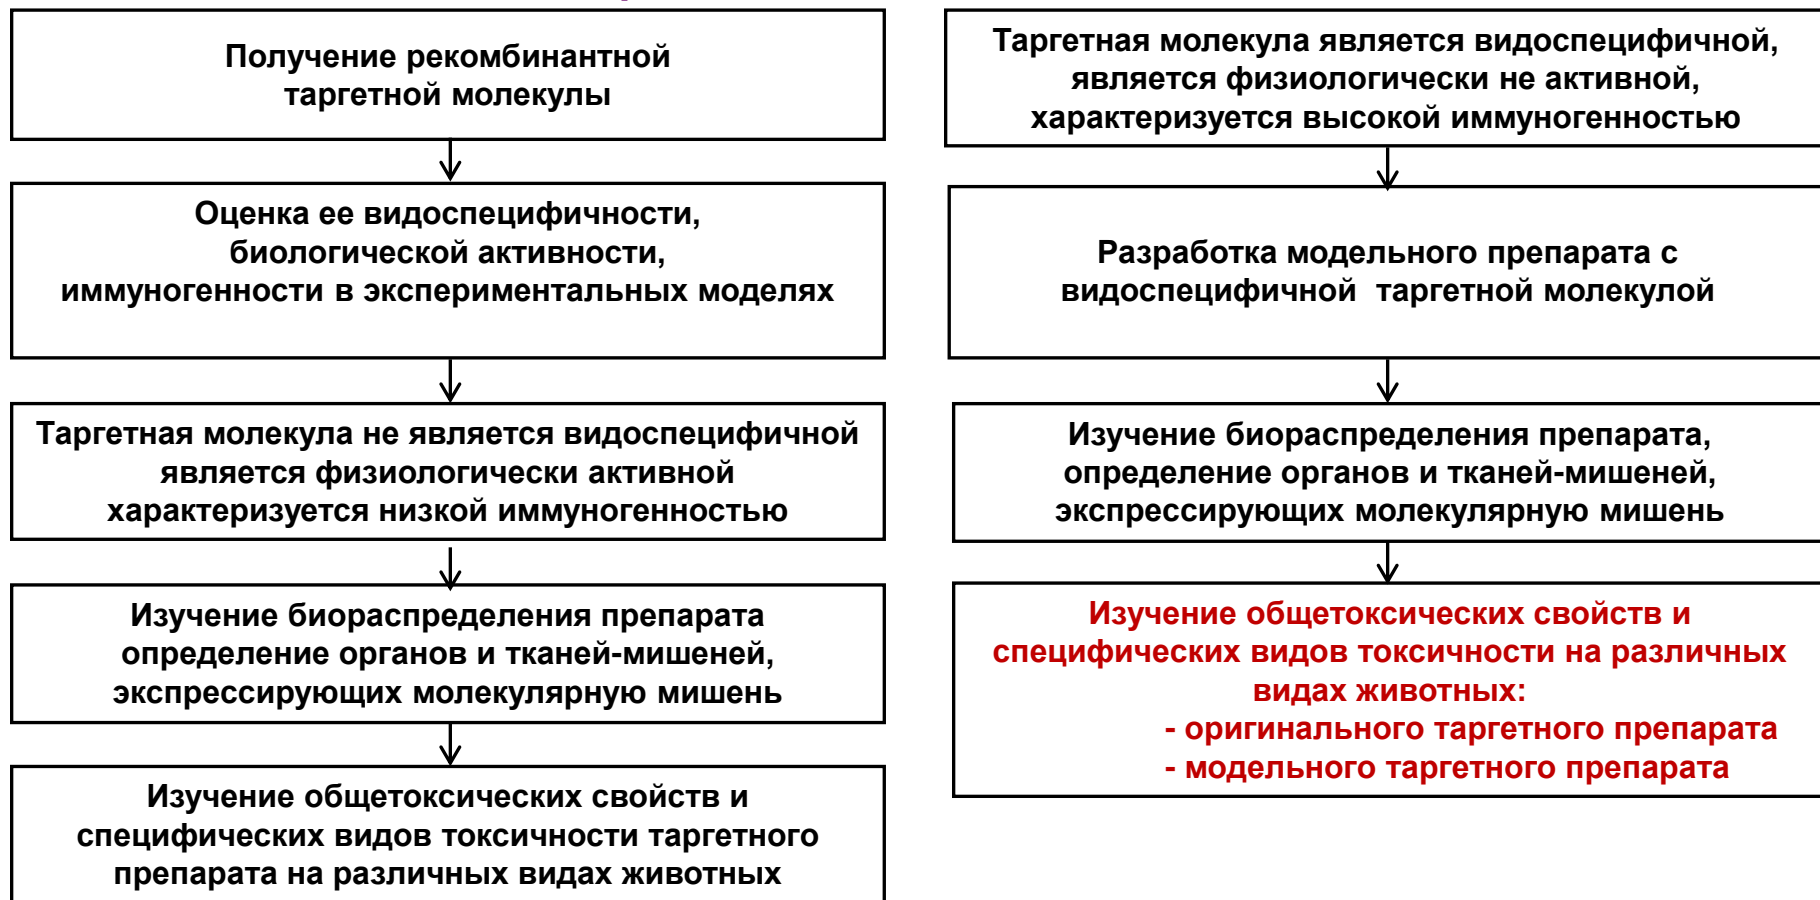 Получение рекомбинантной
таргетной молекулы
Оценка ее видоспецифичности,
биологической активности,
иммуногенности в экспериментальных моделях
Таргетная молекула не является видоспецифичной
является физиологически активной
характеризуется низкой иммуногенностью
Изучение биораспределения препарата
определение органов и тканей-мишеней,
экспрессирующих молекулярную мишень
Изучение общетоксических свойств и
специфических видов токсичности таргетного
препарата на различных видах животных
Таргетная молекула является видоспецифичной,
является физиологически не активной,
характеризуется высокой иммуногенностью
Разработка модельного препарата с
видоспецифичной таргетной молекулой
Изучение биораспределения препарата,
определение органов и тканей-мишеней,
экспрессирующих молекулярную мишень
Изучение общетоксических свойств и
специфических видов токсичности на различных
видах животных:
- оригинального таргетного препарата
- модельного таргетного препарата